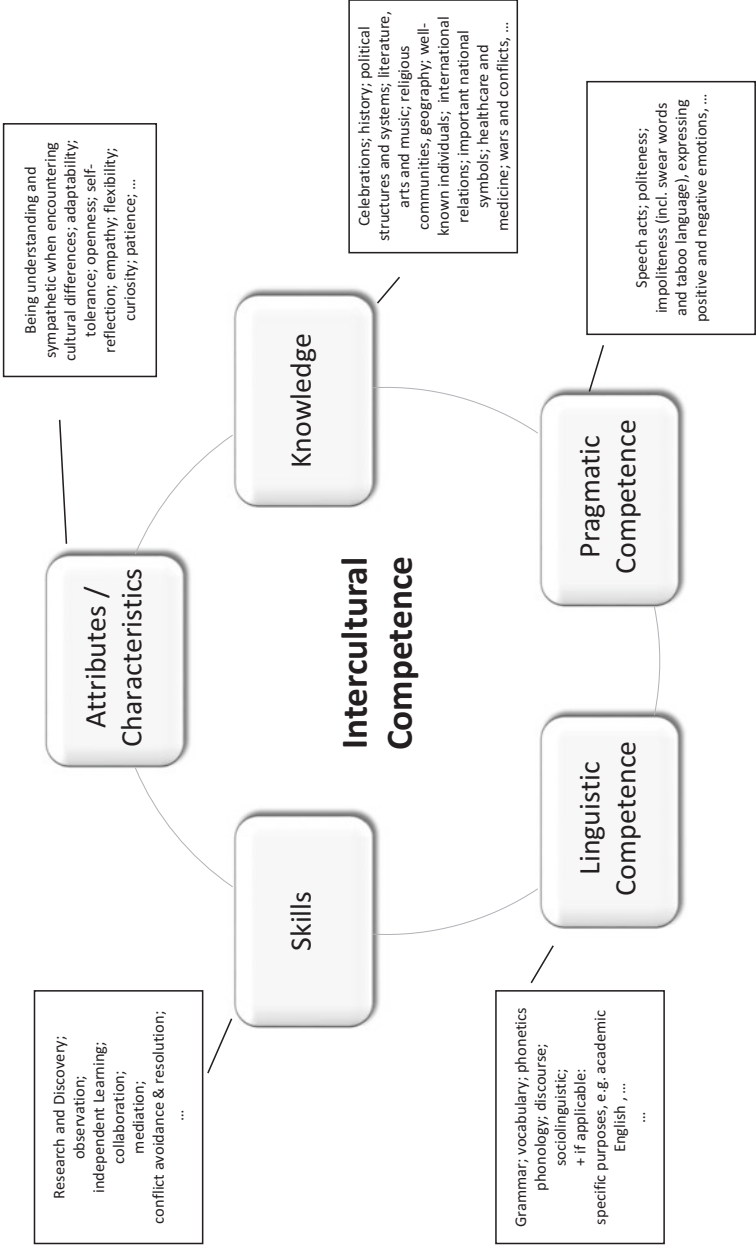 Being understanding and
sympathetic when encountering
cultural differences; adaptability;
tolerance; openness; self-
reflection; empathy; flexibility;
curiosity; patience; ...
Attributes /
Characteristics
Research and Discovery;
observation;
independent Learning;
collaboration;
mediation;
conflict avoidance & resolution;
...
Skills
Intercultural
Competence
Knowledge
Celebrations; history; political
structures and systems; literature,
arts and music; religious
communities, geography; well-
known individuals; international
relations; important national
symbols; healthcare and
medicine; wars and conflicts, ...
Linguistic
Competence
Grammar; vocabulary; phonetics
phonology; discourse;
sociolinguistic;
+ if applicable:
specific purposes, e.g. academic
English , ...
...
Pragmatic
Competence
Speech acts; politeness;
impoliteness (incl. swear words
and taboo language), expressing
positive and negative emotions, ...